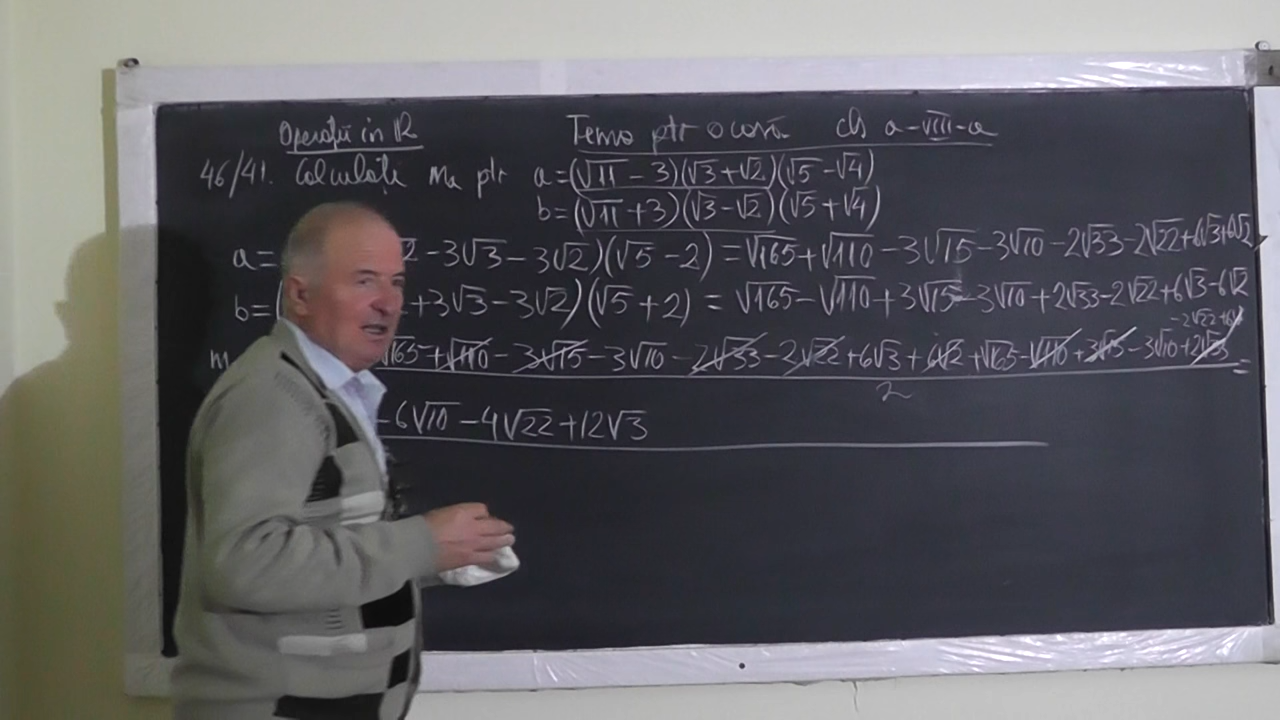 Operații in R
Temă ptr acasă cls a-VIII-a
46/41. Calculați Ma ptr a=(√11-3)(√3+√2)(√5-√4)
b=(√11+3)(√3-√2)(√5+√4)
a= 2-3√3-3√2)(√5-2)=√165+√110-3√15-3√10-2√33-2√22+6√3+6√2
b=( +3√3-3√2)(√5+2)=√165-√110+3√15-3√10+2√33-2√22+6√3-6√2
-2√22+6√
m √165+√110-3√15-3√10-2√33-2√22+6√3+6√2+√165-√110+3√15-3√10+2√33 =
2
-6√10-4√22+12√3